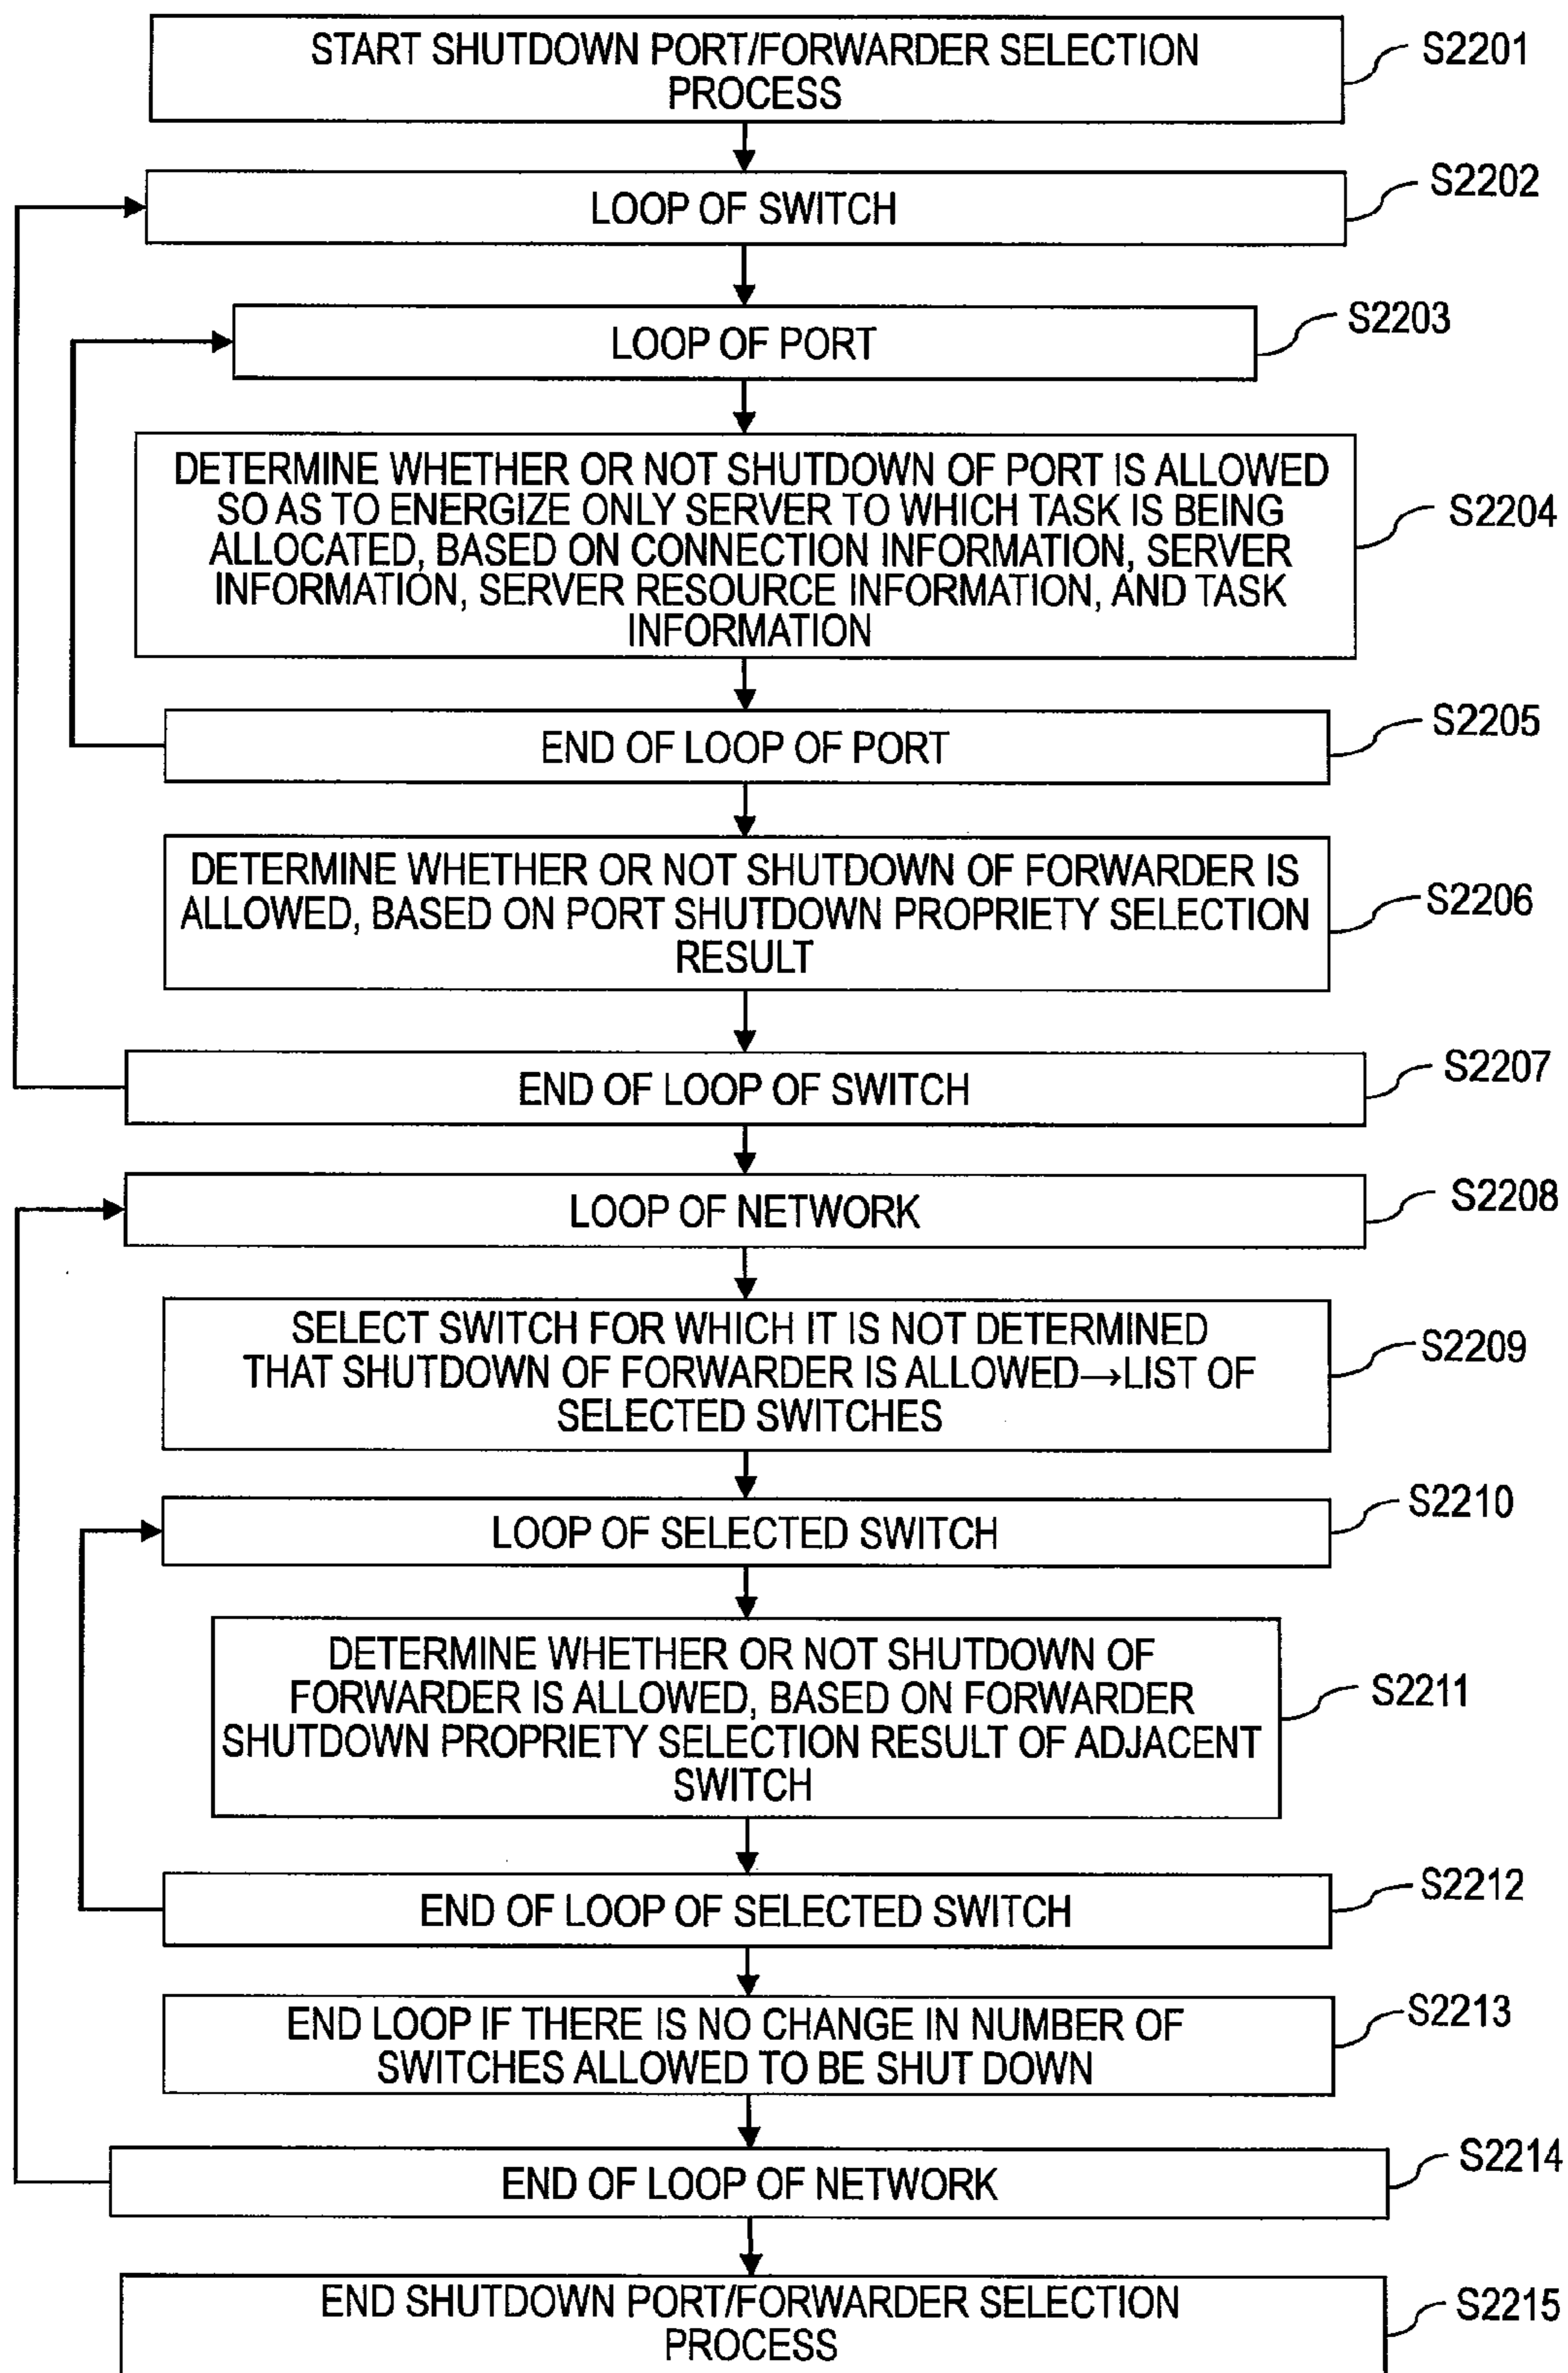 START SHUTDOWN PORT/FORWARDER SELECTION
PROCESS
S2201
LOOP OF SWITCH
S2202
LOOP OF PORT
S2203
DETERMINE WHETHER OR NOT SHUTDOWN OF PORT IS ALLOWED
SO AS TO ENERGIZE ONLY SERVER TO WHICH TASK IS BEING
ALLOCATED, BASED ON CONNECTION INFORMATION, SERVER
INFORMATION, SERVER RESOURCE INFORMATION, AND TASK
INFORMATION
S2204
END OF LOOP OF PORT
S2205
DETERMINE WHETHER OR NOT SHUTDOWN OF FORWARDER IS
ALLOWED, BASED ON PORT SHUTDOWN PROPRIETY SELECTION
RESULT
S2206
END OF LOOP OF SWITCH
S2207
LOOP OF NETWORK
S2208
SELECT SWITCH FOR WHICH IT IS NOT DETERMINED
THAT SHUTDOWN OF FORWARDER IS ALLOWED→LIST OF
SELECTED SWITCHES
S2209
LOOP OF SELECTED SWITCH
S2210
DETERMINE WHETHER OR NOT SHUTDOWN OF
FORWARDER IS ALLOWED, BASED ON FORWARDER
SHUTDOWN PROPRIETY SELECTION RESULT OF ADJACENT
SWITCH
S2211
END OF LOOP OF SELECTED SWITCH
S2212
END LOOP IF THERE IS NO CHANGE IN NUMBER OF
SWITCHES ALLOWED TO BE SHUT DOWN
S2213
END OF LOOP OF NETWORK
S2214
END SHUTDOWN PORT/FORWARDER SELECTION
PROCESS
S2215